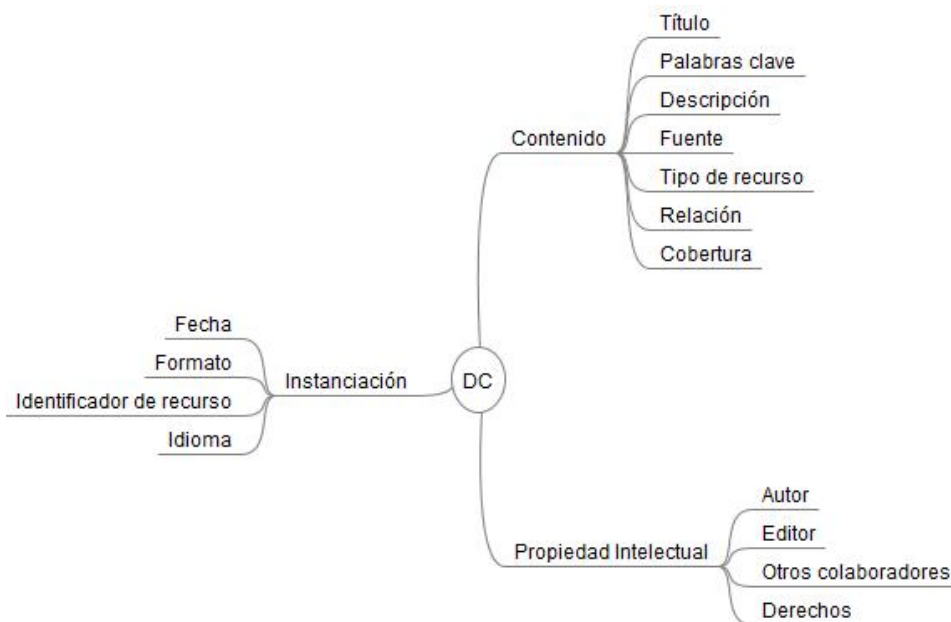 Título
Palabras clave
Descripción
Contenido
Fuente
Tipo de recurso
Relación
Cobertura
Fecha
Formato
Instanciación
DC
Identificador de recurso
Idioma
Autor
Editor
Propiedad Intelectual
Otros colaboradores
Derechos